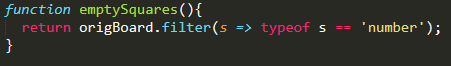 function emptySquares(){
  return origBoard.filter(s => typeof s == 'number');
}